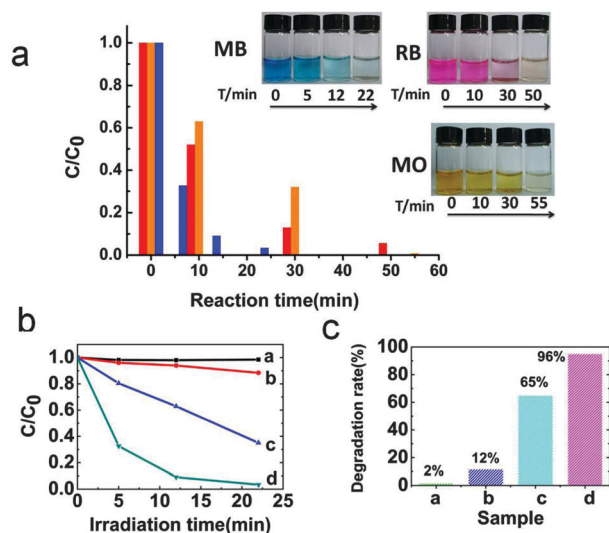 a
MB
T/min 0 5 12 22
RB
T/min 0 10 30 50
MO
T/min 0 10 30 55
C/C0
1.0
0.8
0.6
0.4
0.2
0.0
0 10 20 30 40 50 60
Reaction time(min)
b
C/C0
1.0
0.8
0.6
0.4
0.2
0.0
a
b
c
d
0 5 10 15 20 25
Irradiation time(min)
c
Degradation rate(%)
100
80
60
40
20
0
2%
12%
65%
96%
a b c d
Sample